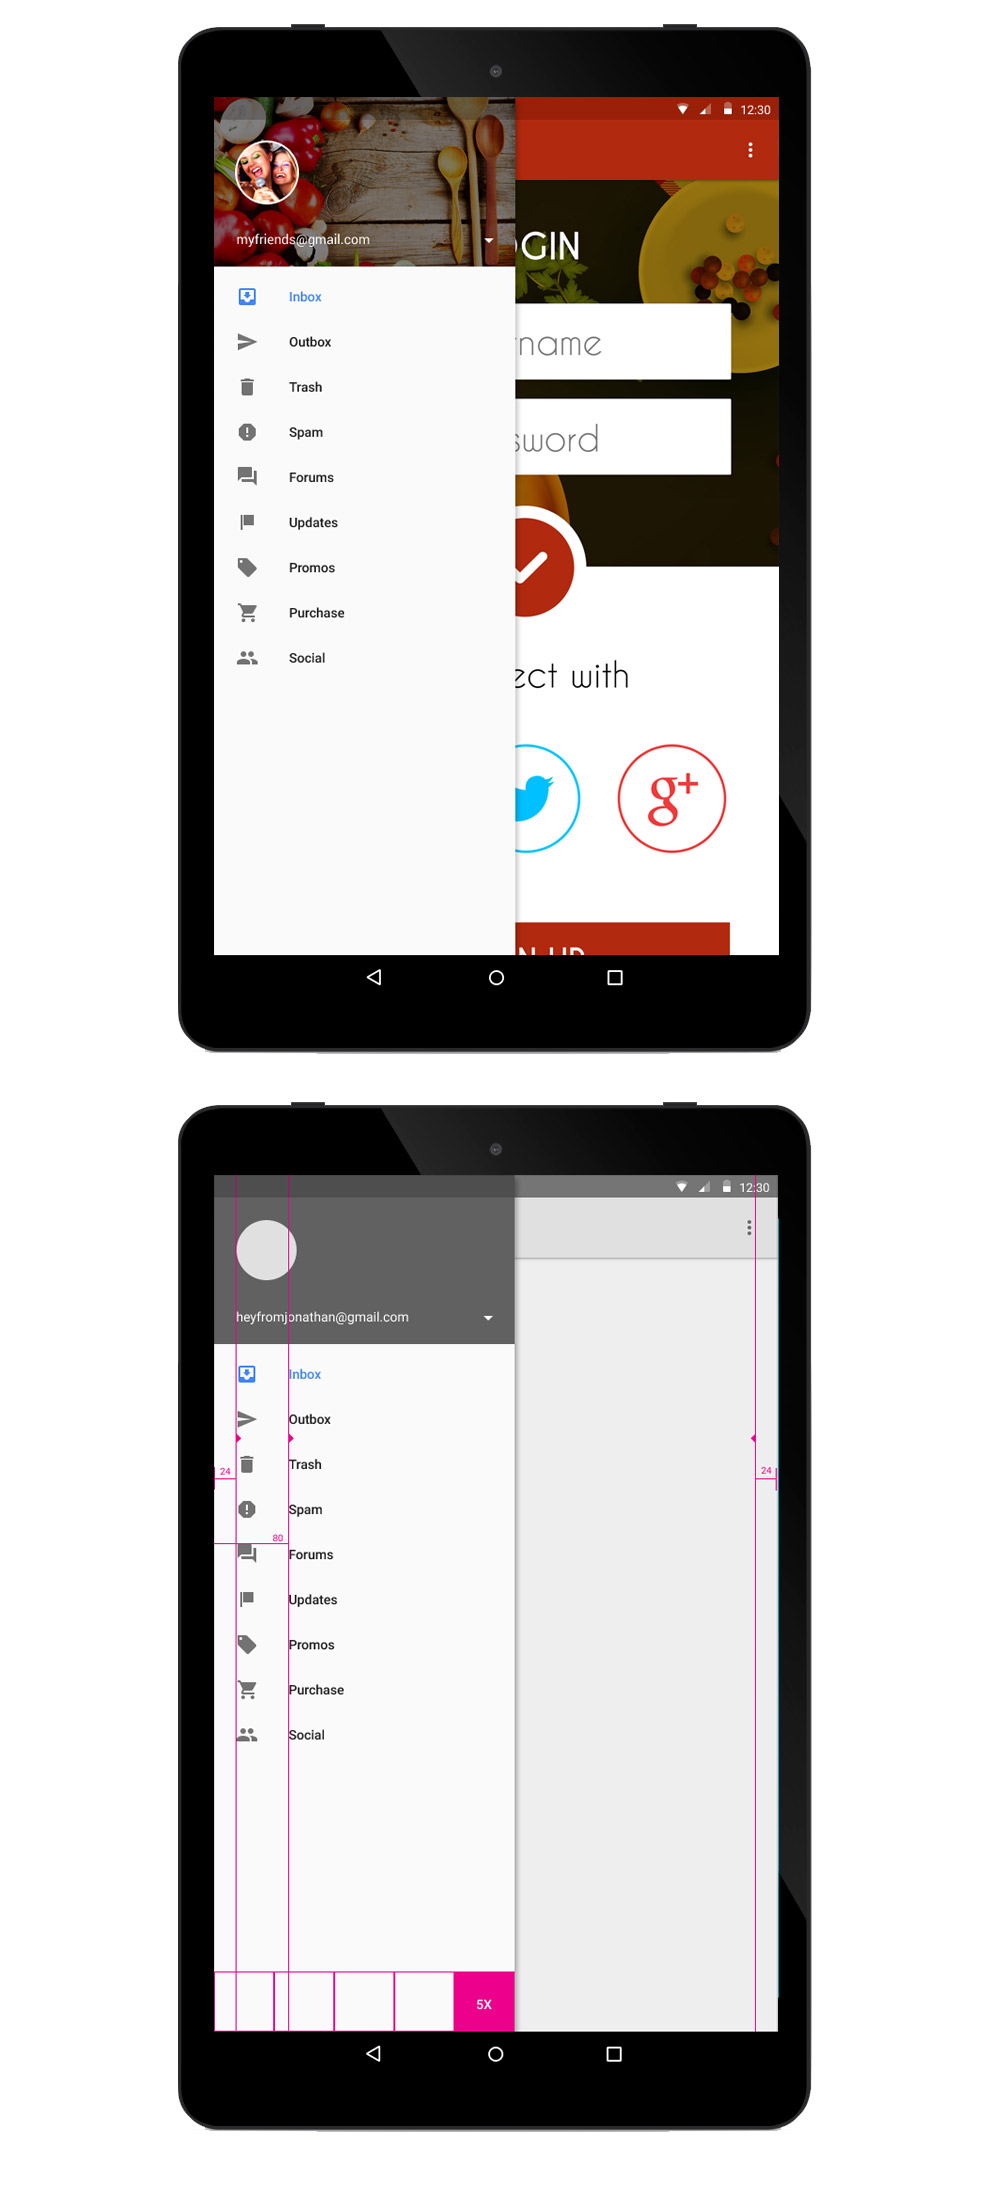 12:30
myfriends@gmail.com
GIN
Inbox
name
Outbox
Trash
Spam
sword
Forums
Updates
Promos
Purchase
Social
ect with
g+
N UP
12:30
heyfromjonathan@gmail.com
Inbox
Outbox
Trash
24
24
Spam
80
Forums
Updates
Promos
Purchase
Social
5X